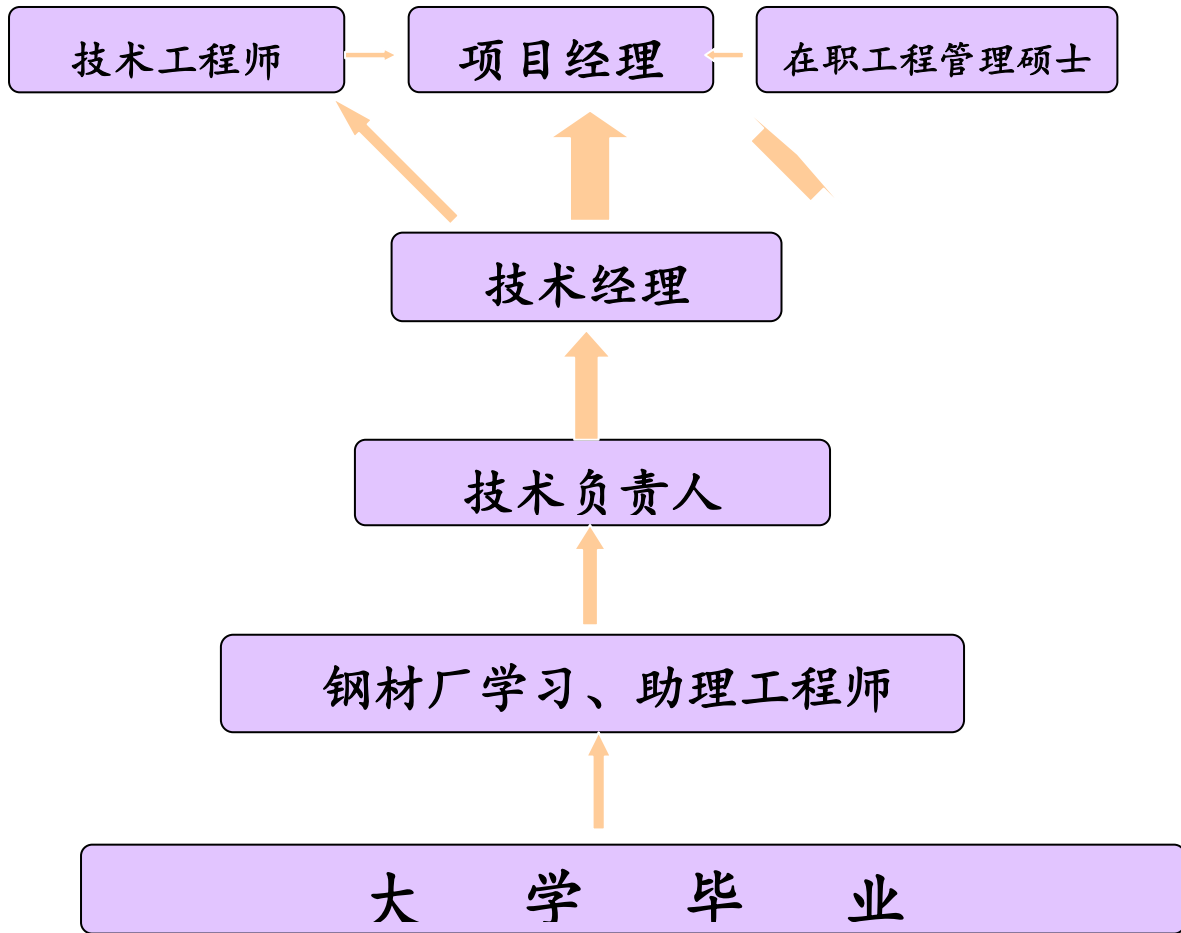 技术工程师
项目经理
在职工程管理硕士
技术经理
技术负责人
钢材厂学习、助理工程师
大 学 毕 业